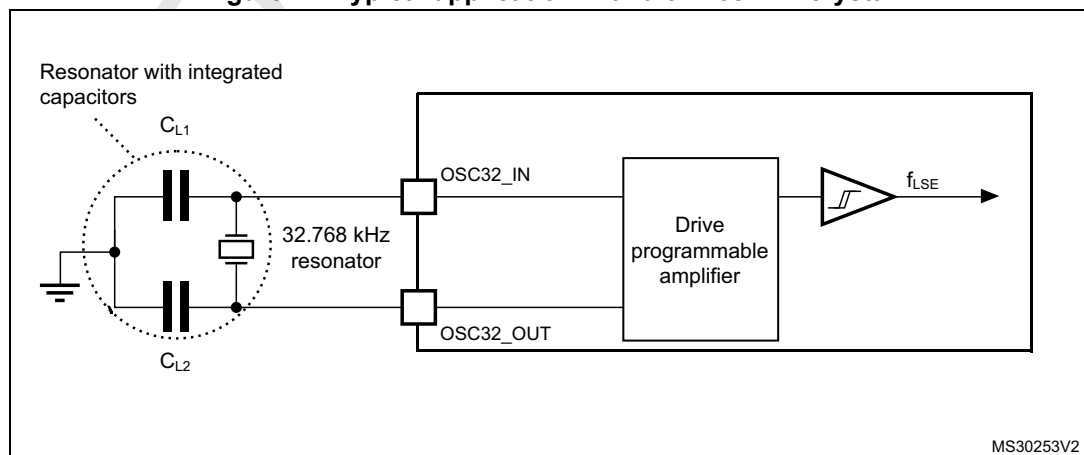 Resonator with integrated
capacitors
CL1
OSC32_IN
fLSE
32.768 kHz
resonator
Drive
programmable
amplifier
OSC32_OUT
CL2
MS30253V2